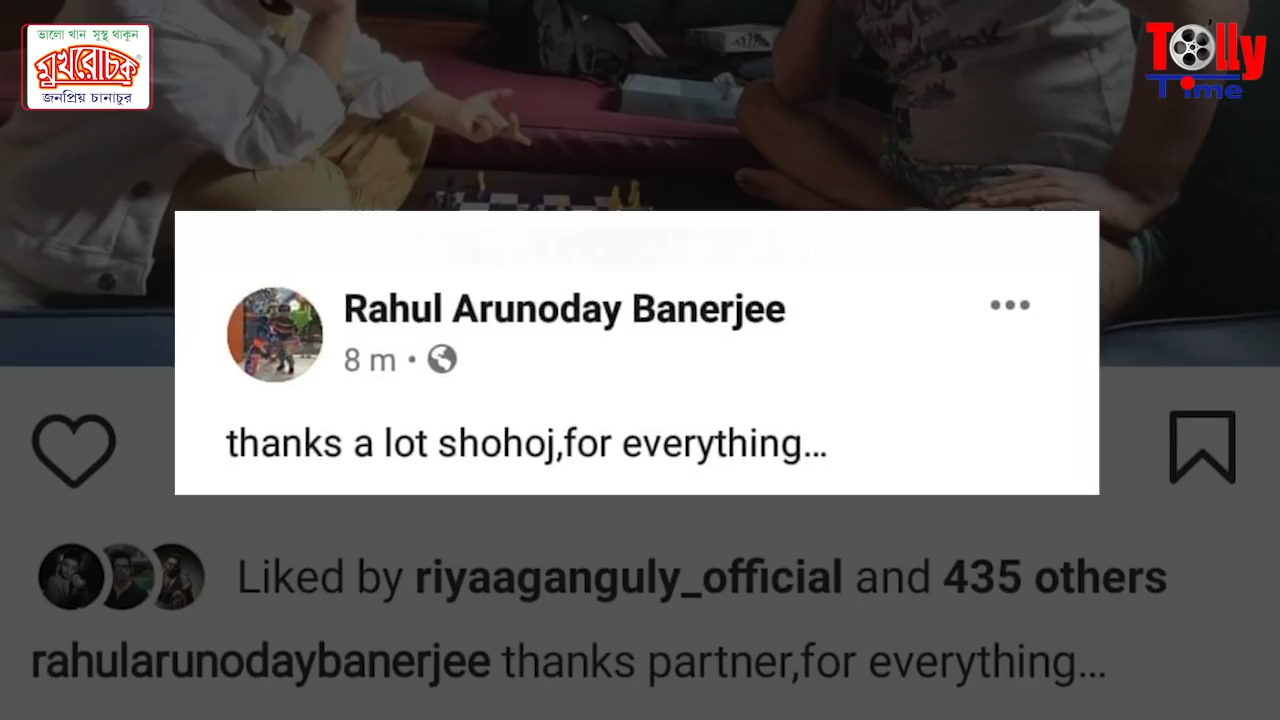 ভালো খান সুস্থ থাকুন
মুখরোচক
জনপ্রিয় চানাচুর
Tolly
Time
Rahul Arunoday Banerjee
8 m
thanks a lot shohoj,for everything...
Liked by riyaaganguly_official and 435 others
rahularunodaybanerjee thanks partner,for everything...